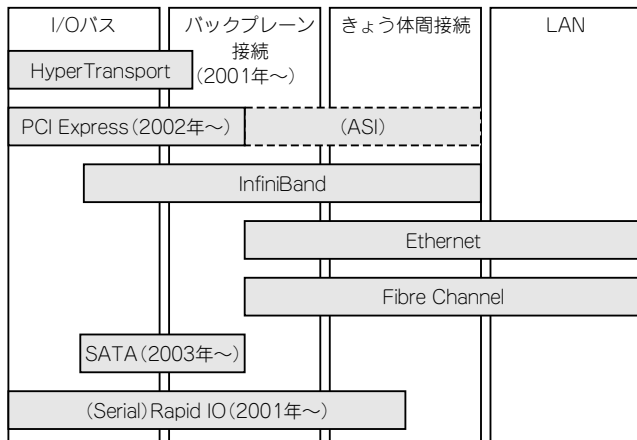 I/Oバス
バックプレーン
接続
(2001年〜)
きょう体間接続
LAN
HyperTransport
PCI Express(2002年〜)
(ASI)
InfiniBand
Ethernet
Fibre Channel
SATA(2003年〜)
(Serial)Rapid IO(2001年〜)